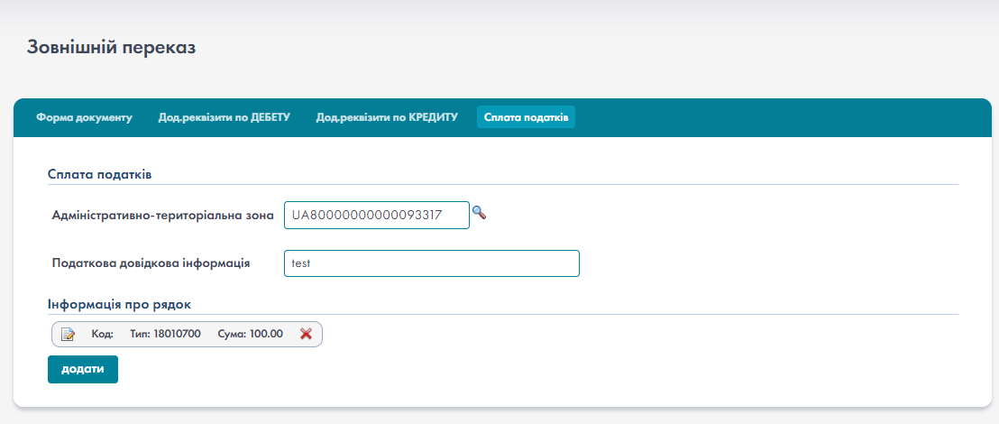 Зовнішній переказ
Форма документу Дод.реквізити по ДЕБЕТУ Дод.реквізити по КРЕДИТУ Сплата податків
Сплата податків
Адміністративно-територіальна зона UA80000000000093317
Податкова довідкова інформація test
Інформація про рядок
Код: Тип: 18010700 Сума: 100.00
додати